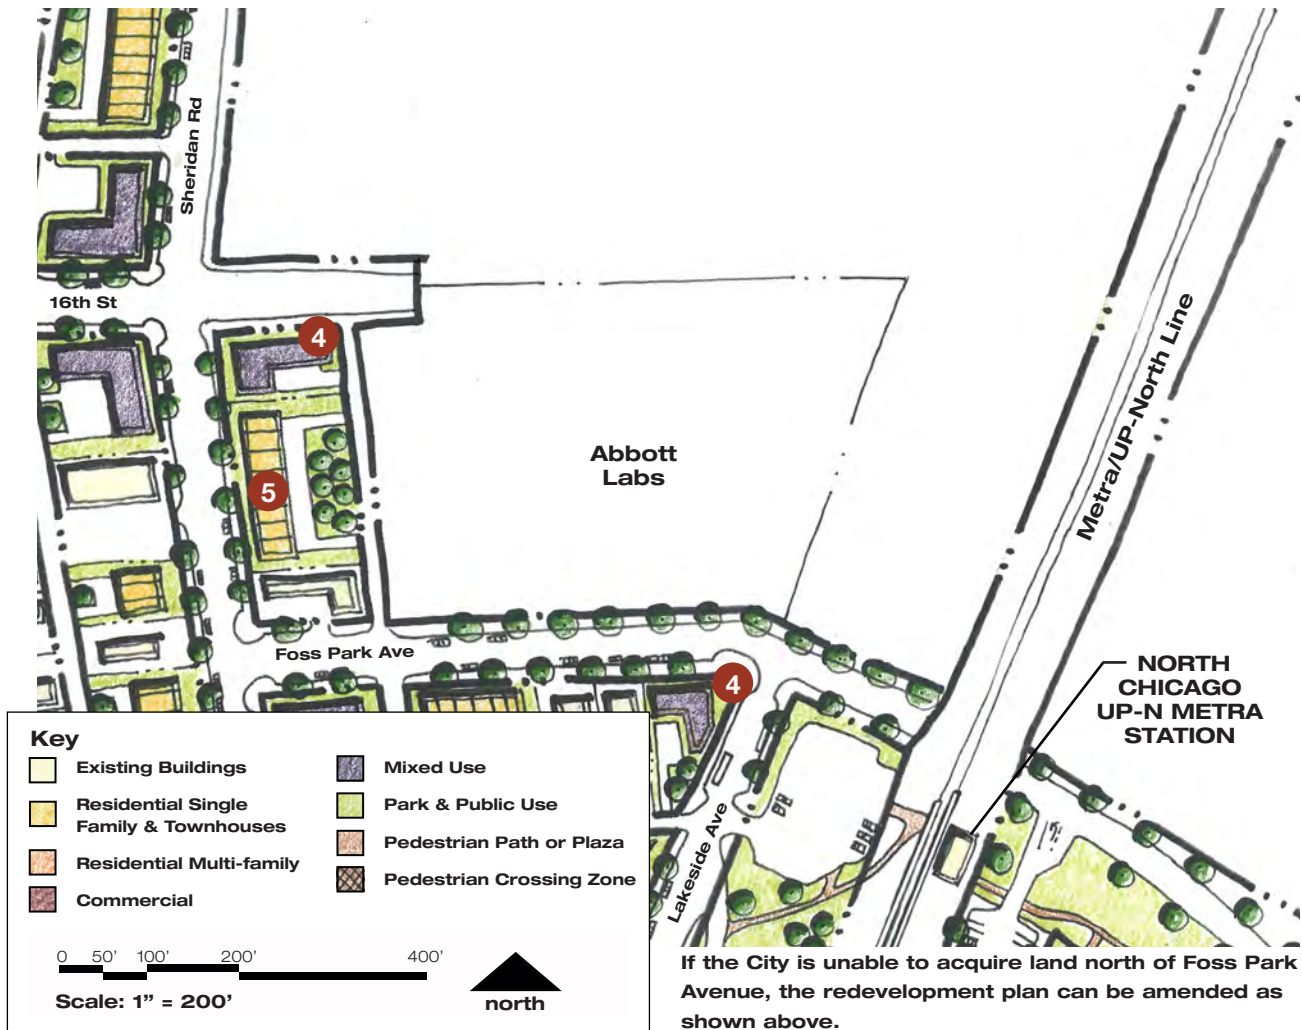 Sheridan Rd
16th St
4
5
Abbott
Labs
Metra/UP-North Line
Foss Park Ave
4
NORTH
CHICAGO
UP-N METRA
STATION
Lakeside Ave
Key
Existing Buildings
Residential Single
Family & Townhouses
Residential Multi-family
Commercial
Mixed Use
Park & Public Use
Pedestrian Path or Plaza
Pedestrian Crossing Zone
0 50' 100' 200' 400'
Scale: 1” = 200’
north
If the City is unable to acquire land north of Foss Park
Avenue, the redevelopment plan can be amended as
shown above.